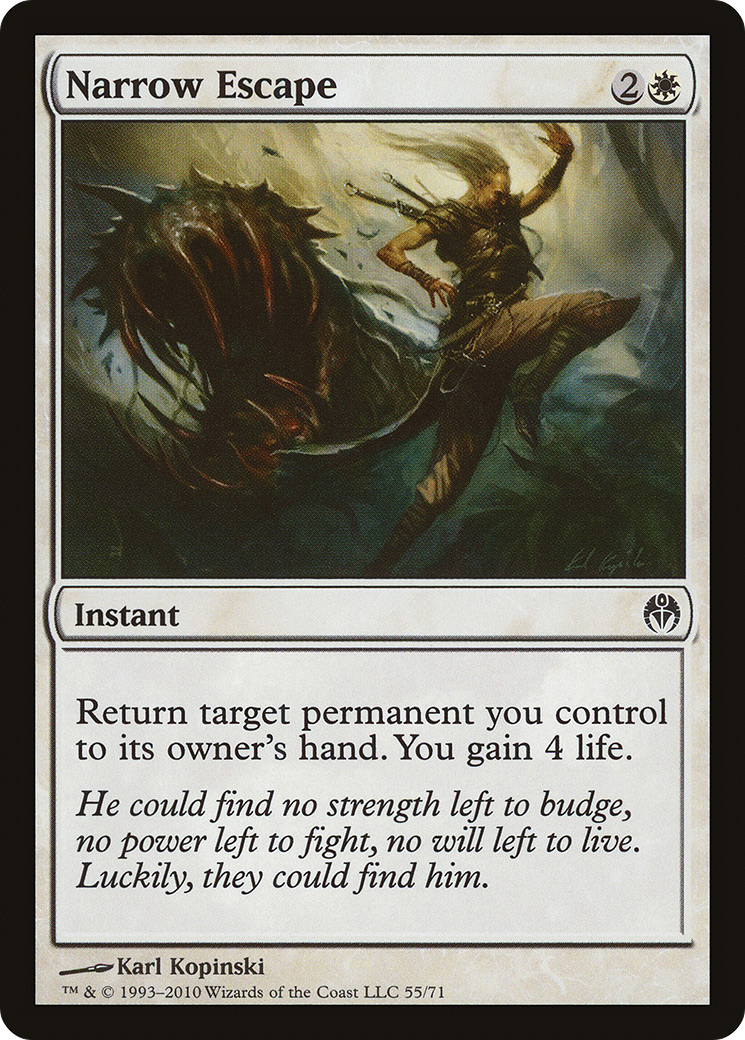 Narrow Escape 2
Instant
Return target permanent you control
to its owner's hand. You gain 4 life.
He could find no strength left to budge,
no power left to fight, no will left to live.
Luckily, they could find him.
Karl Kopinski
™ & © 1993–2010 Wizards of the Coast LLC 55/71